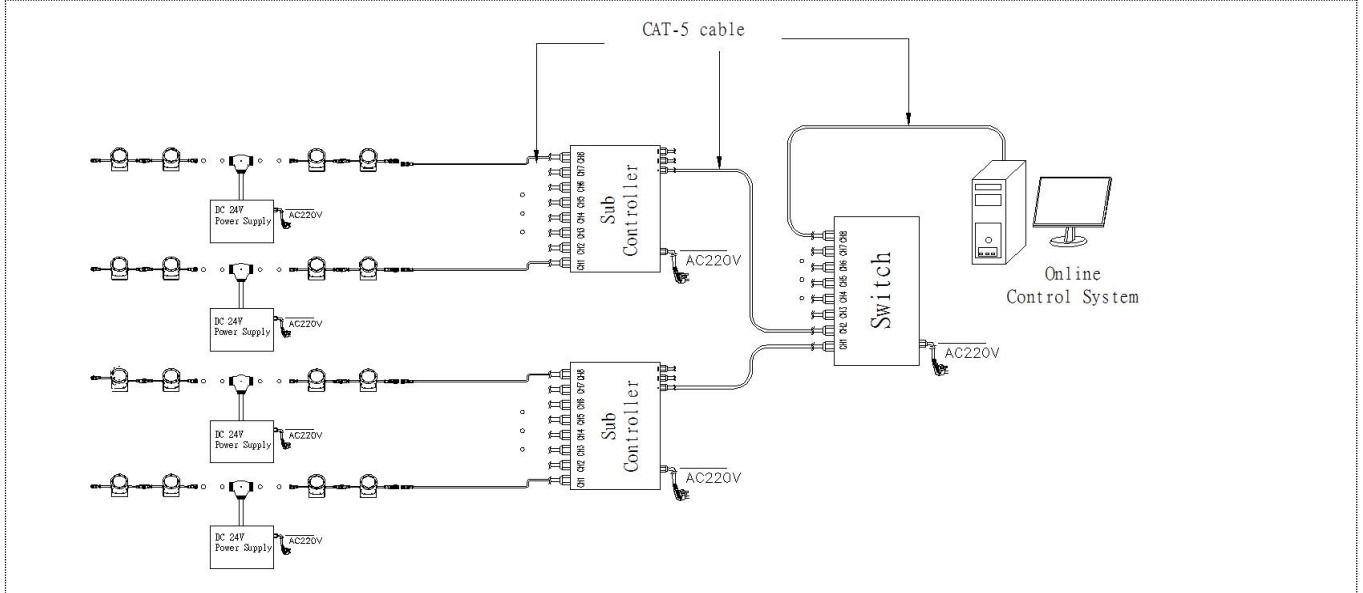 CAT-5 cable
CH8
CH7
CH6
CH5
CH4
CH3
CH2
CH1
Sub
Controller
AC220V
DC 24V
Power Supply
AC220V
DC 24V
Power Supply
AC220V
CH8
CH7
CH6
CH5
CH4
CH3
CH2
CH1
Switch
AC220V
Online
Control System
CH8
CH7
CH6
CH5
CH4
CH3
CH2
CH1
Sub
Controller
AC220V
DC 24V
Power Supply
AC220V
DC 24V
Power Supply
AC220V